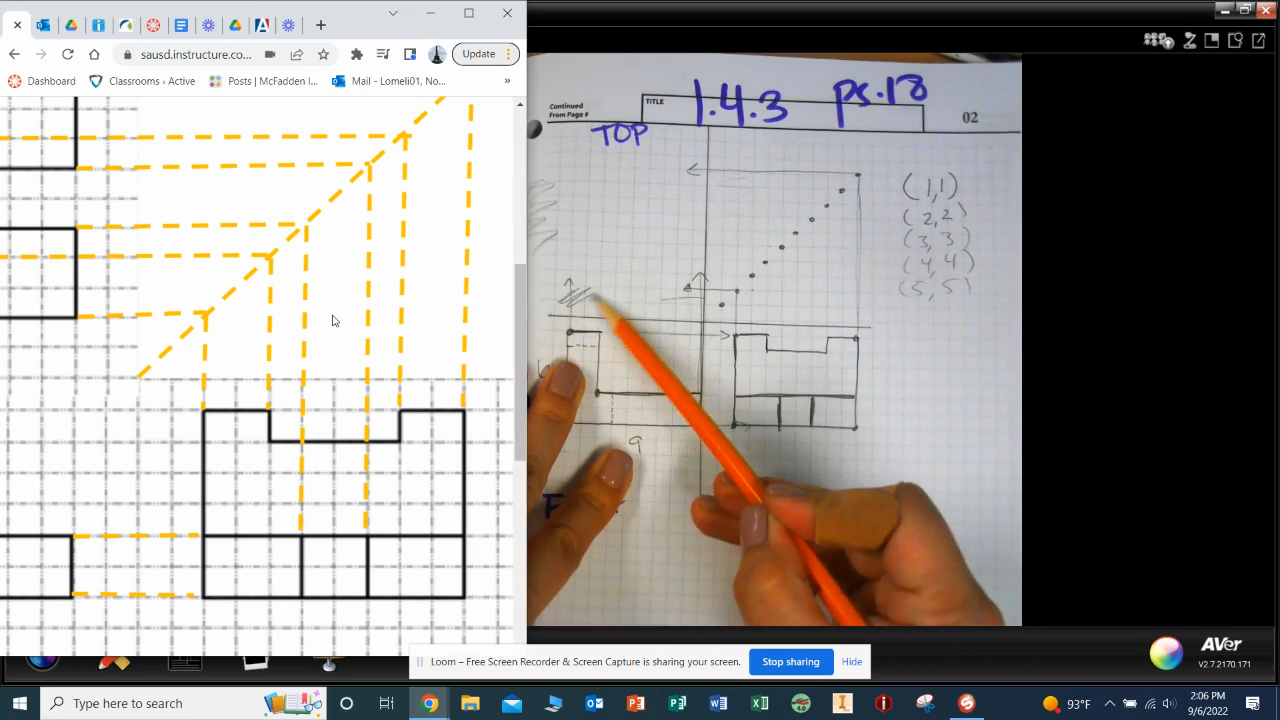 sausd.instructure.co...
Update
Dashboard
Classrooms › Active
Posts | McFadden I...
Mail - Lomeli01, No...
»
Continued
From Page #
TITLE
1.4.3 ps.18
02
TOP
(1,1)
(2,2)
(3,3)
(4,4)
(5,5)
9
F
Loom – Free Screen Recorder & Screen Capture is sharing your screen.
Stop sharing
Hide
AVer
v2.7.2170.171
Type here to search
93°F
2:06 PM
9/6/2022